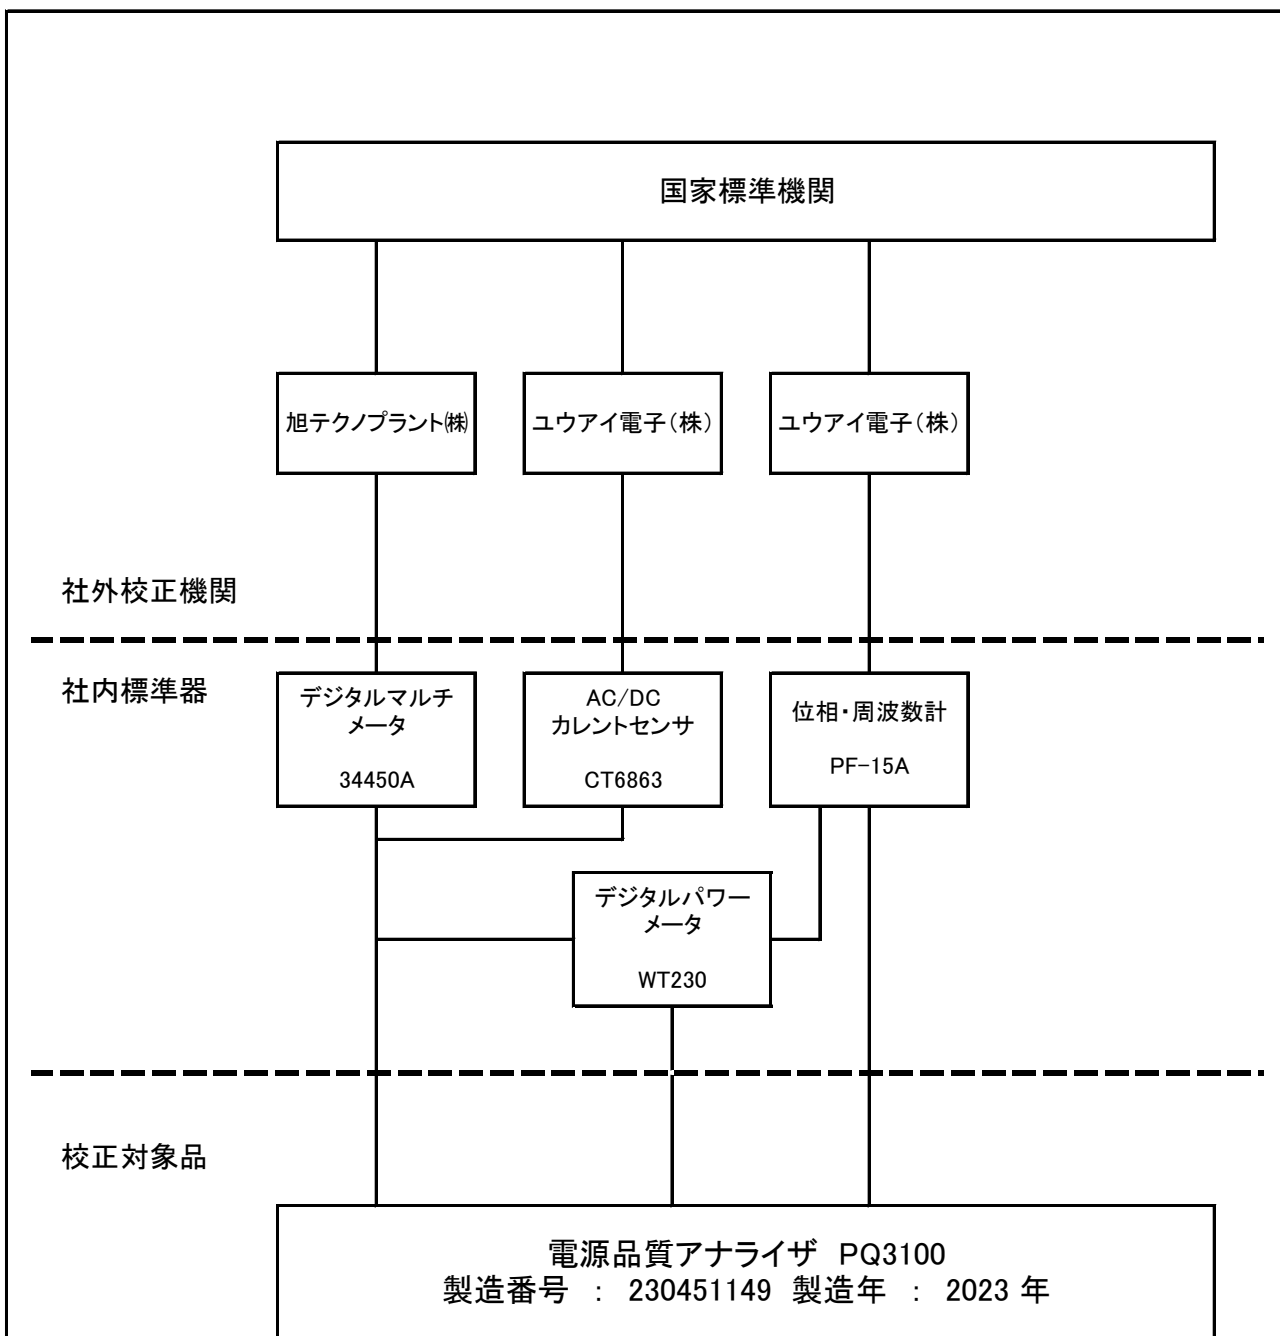 国家標準機関
旭テクノプラント㈱
ユウアイ電子(株)
ユウアイ電子(株)
社外校正機関
社内標準器
デジタルマルチ
メータ
34450A
AC/DC
カレントセンサ
CT6863
位相・周波数計
PF-15A
デジタルパワー
メータ
WT230
校正対象品
電源品質アナライザ PQ3100
製造番号 : 230451149 製造年 : 2023 年